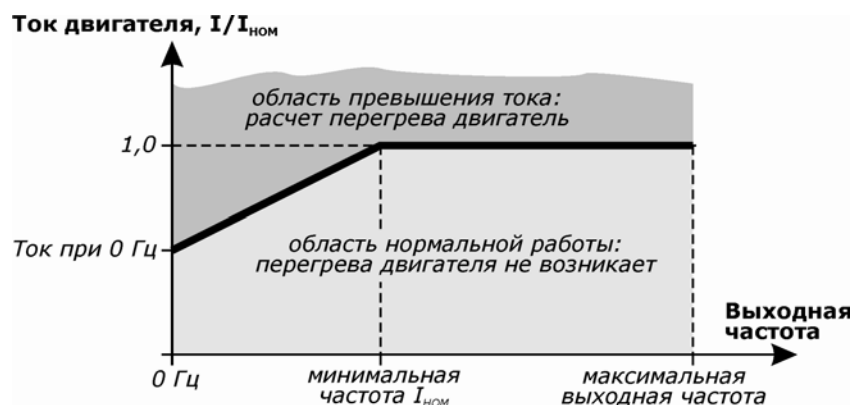 Ток двигателя, I/Iном
область превышения тока:
расчет перегрева двигатель
1,0
Ток при 0 Гц
область нормальной работы:
перегрева двигателя не возникает
Выходная
частота
0 Гц
минимальная
частота Iном
максимальная
выходная частота